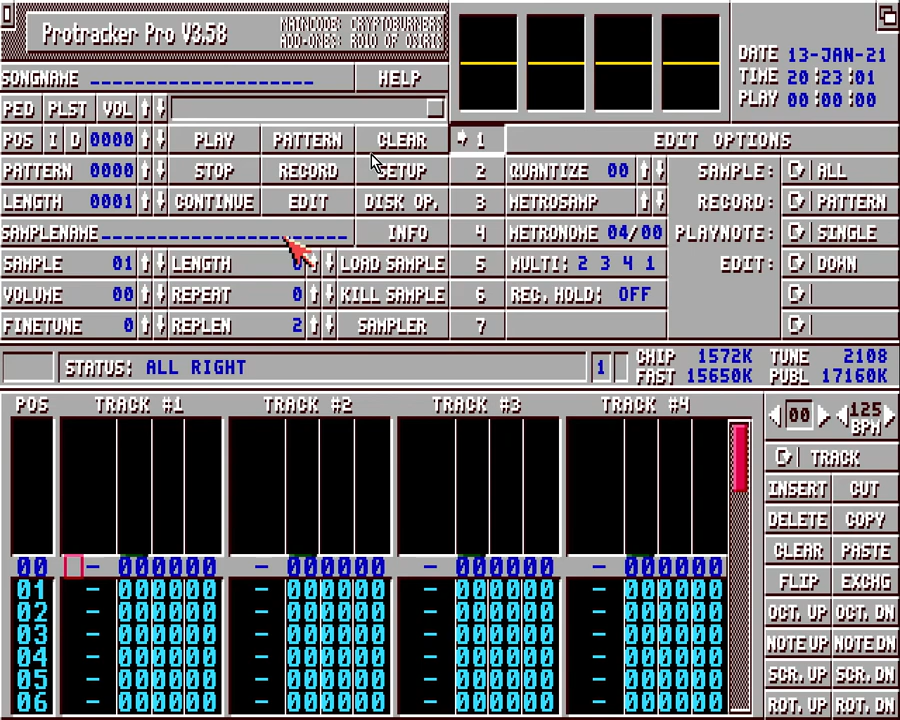 Protracker Pro V3.58
MAINCODE: CRYPTOBURNERS
ADD-ONES: ROLO OF OSIRIS
DATE 13-JAN-21
TIME 20:23:01
PLAY 00:00:00
SONGNAME ____________________ HELP
PED PLST VOL
POS I D 0000 PLAY PATTERN CLEAR 1 EDIT OPTIONS
PATTERN 0000 STOP RECORD SETUP 2 QUANTIZE 00 SAMPLE: ALL
LENGTH 0001 CONTINUE EDIT DISK OP. 3 METROSAMP RECORD: PATTERN
SAMPLENAME______________________ INFO 4 METRONOME 04/00 PLAYNOTE: SINGLE
SAMPLE 01 LENGTH 0 LOAD SAMPLE 5 MULTI: 2 3 4 1 EDIT: DOWN
VOLUME 00 REPEAT 0 KILL SAMPLE 6 REC. HOLD: OFF
FINETUNE 0 REPLEN 2 SAMPLER 7
STATUS: ALL RIGHT 1 CHIP 1572K TUNE 2108
FAST 15650K PUBL 17160K
POS TRACK #1 TRACK #2 TRACK #3 TRACK #4 00 125 BPM
TRACK
INSERT CUT
DELETE COPY
CLEAR PASTE
00 - 000000 - 000000 - 000000 - 000000 FLIP EXCHG
01 - 000000 - 000000 - 000000 - 000000
02 - 000000 - 000000 - 000000 - 000000 OCT. UP OCT. DN
03 - 000000 - 000000 - 000000 - 000000 NOTE UP NOTE DN
04 - 000000 - 000000 - 000000 - 000000
05 - 000000 - 000000 - 000000 - 000000 SCR. UP SCR. DN
06 - 000000 - 000000 - 000000 - 000000 ROT. UP ROT. DN